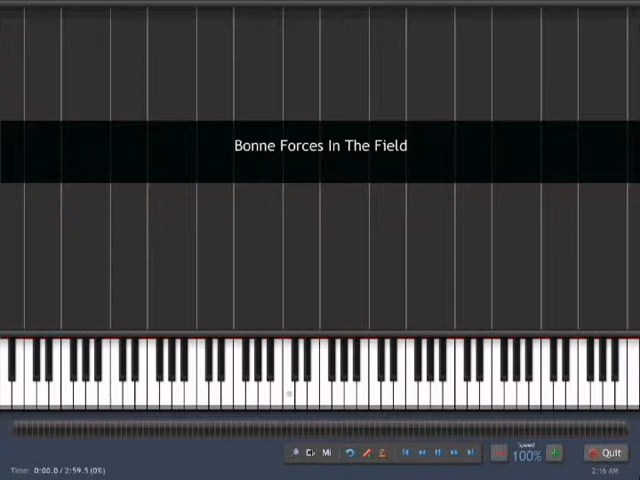 Bonne Forces In The Field
Mi
Speed
100%
Quit
Time: 0:00.0 / 2:59.5 (0%)
2:16 AM